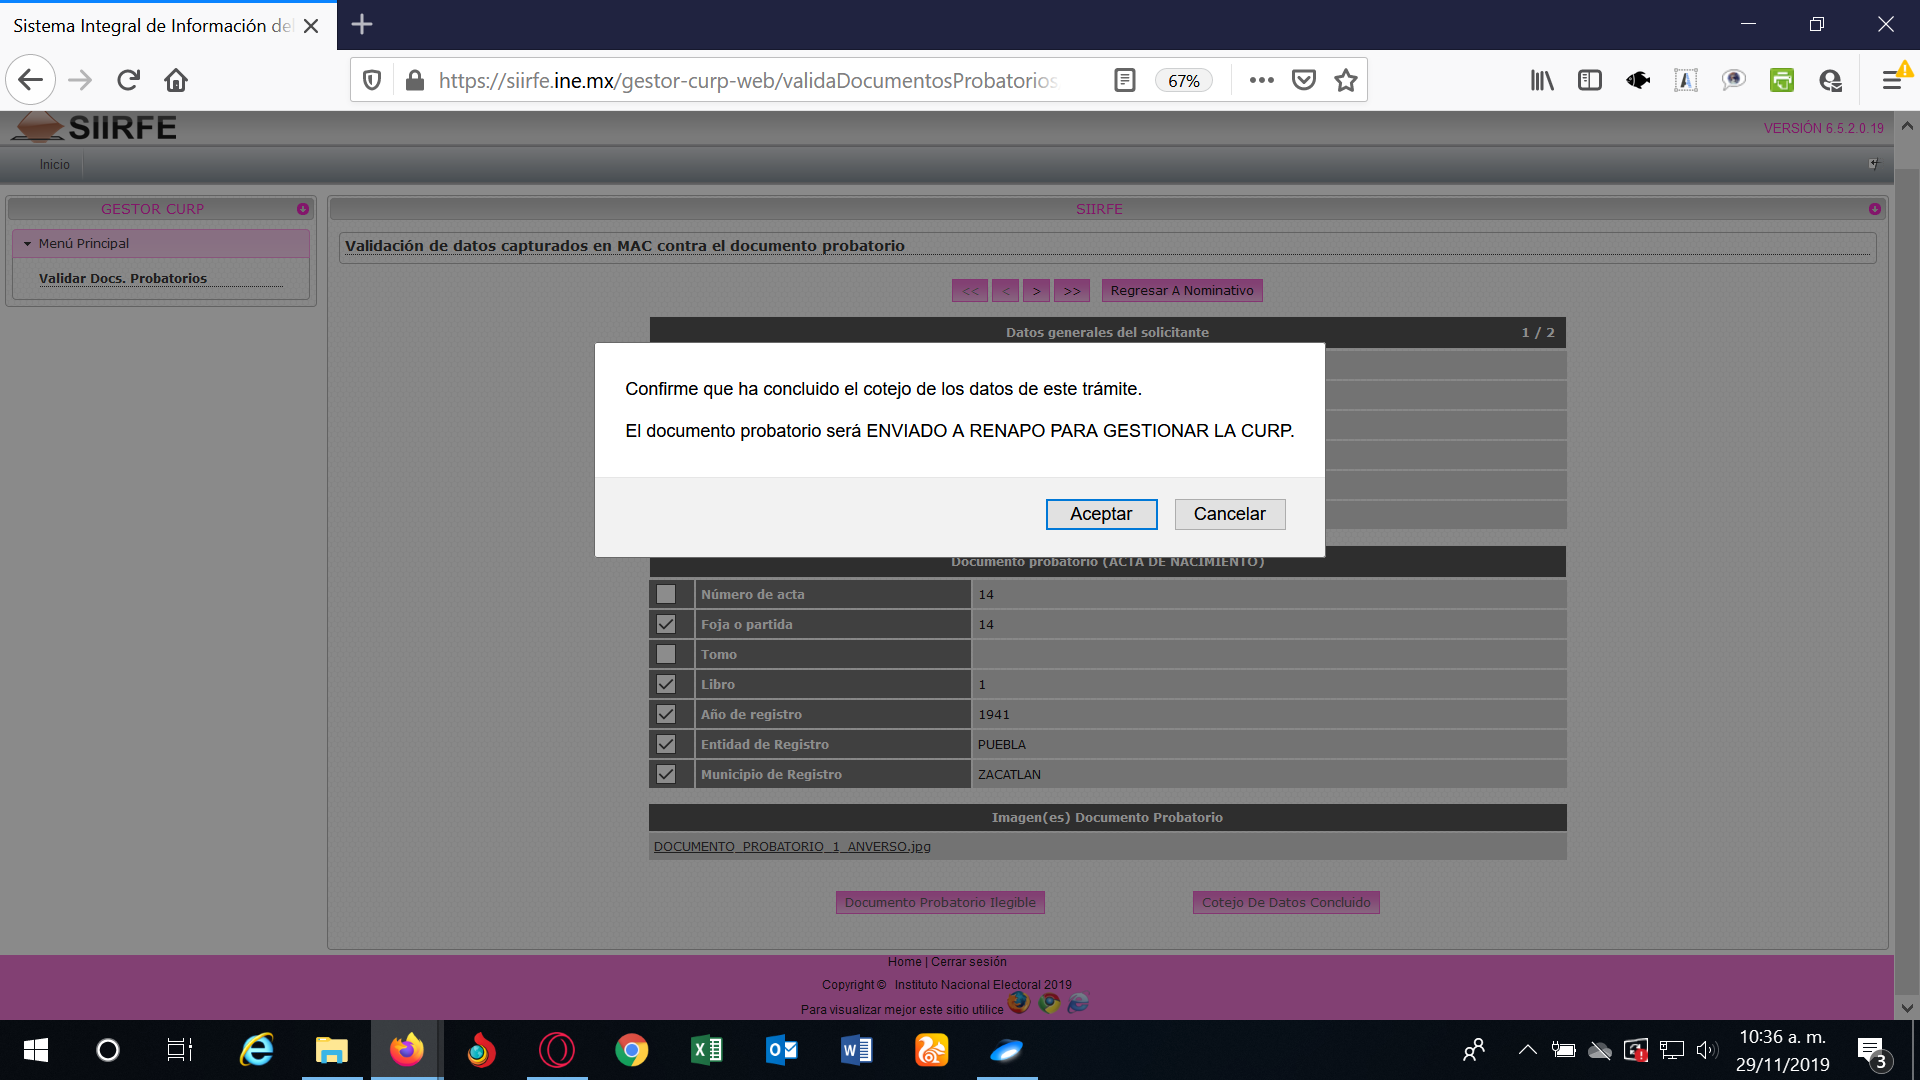 Sistema Integral de Información del
https://siirfe.ine.mx/gestor-curp-web/validaDocumentosProbatorios
67%
SIIRFE
VERSIÓN 6.5.2.0.19
Inicio
GESTOR CURP
Menú Principal
Validar Docs. Probatorios
SIIRFE
Validación de datos capturados en MAC contra el documento probatorio
<< < > >> Regresar A Nominativo
Datos generales del solicitante 1 / 2
Confirme que ha concluido el cotejo de los datos de este trámite.
El documento probatorio será ENVIADO A RENAPO PARA GESTIONAR LA CURP.
Aceptar Cancelar
Documento probatorio (ACTA DE NACIMIENTO)
Número de acta 14
Foja o partida 14
Tomo
Libro 1
Año de registro 1941
Entidad de Registro PUEBLA
Municipio de Registro ZACATLAN
Imagen(es) Documento Probatorio
DOCUMENTO_PROBATORIO_1_ANVERSO.jpg
Documento Probatorio Ilegible Cotejo De Datos Concluido
Home | Cerrar sesión
Copyright © Instituto Nacional Electoral 2019
Para visualizar mejor este sitio utilice
10:36 a. m.
29/11/2019
3